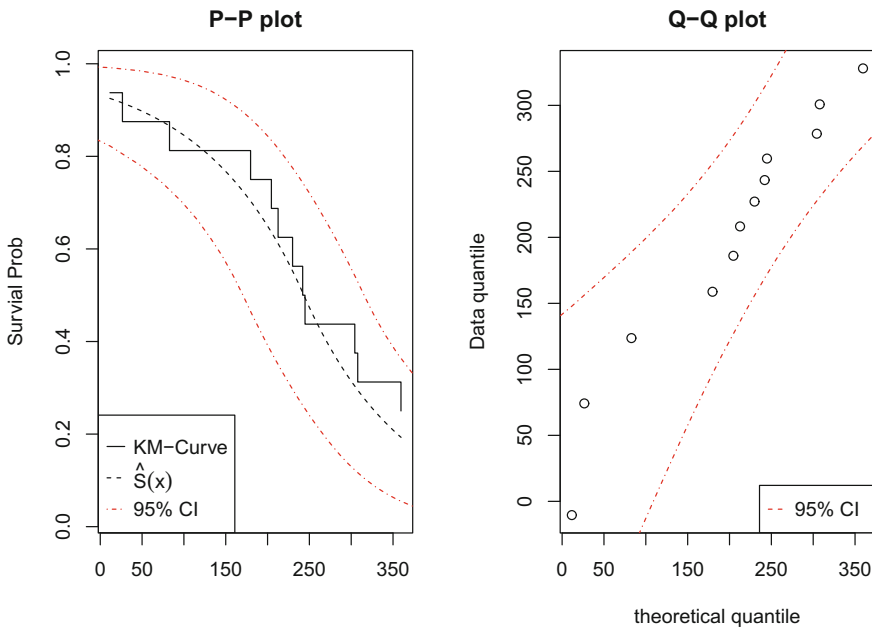 P−P plot
Survial Prob
1.0
0.8
0.6
0.4
0.2
0.0
KM−Curve
Ŝ(x)
95% CI
0 50 150 250 350
Q−Q plot
Data quantile
300
250
200
150
100
50
0
95% CI
0 50 150 250 350
theoretical quantile